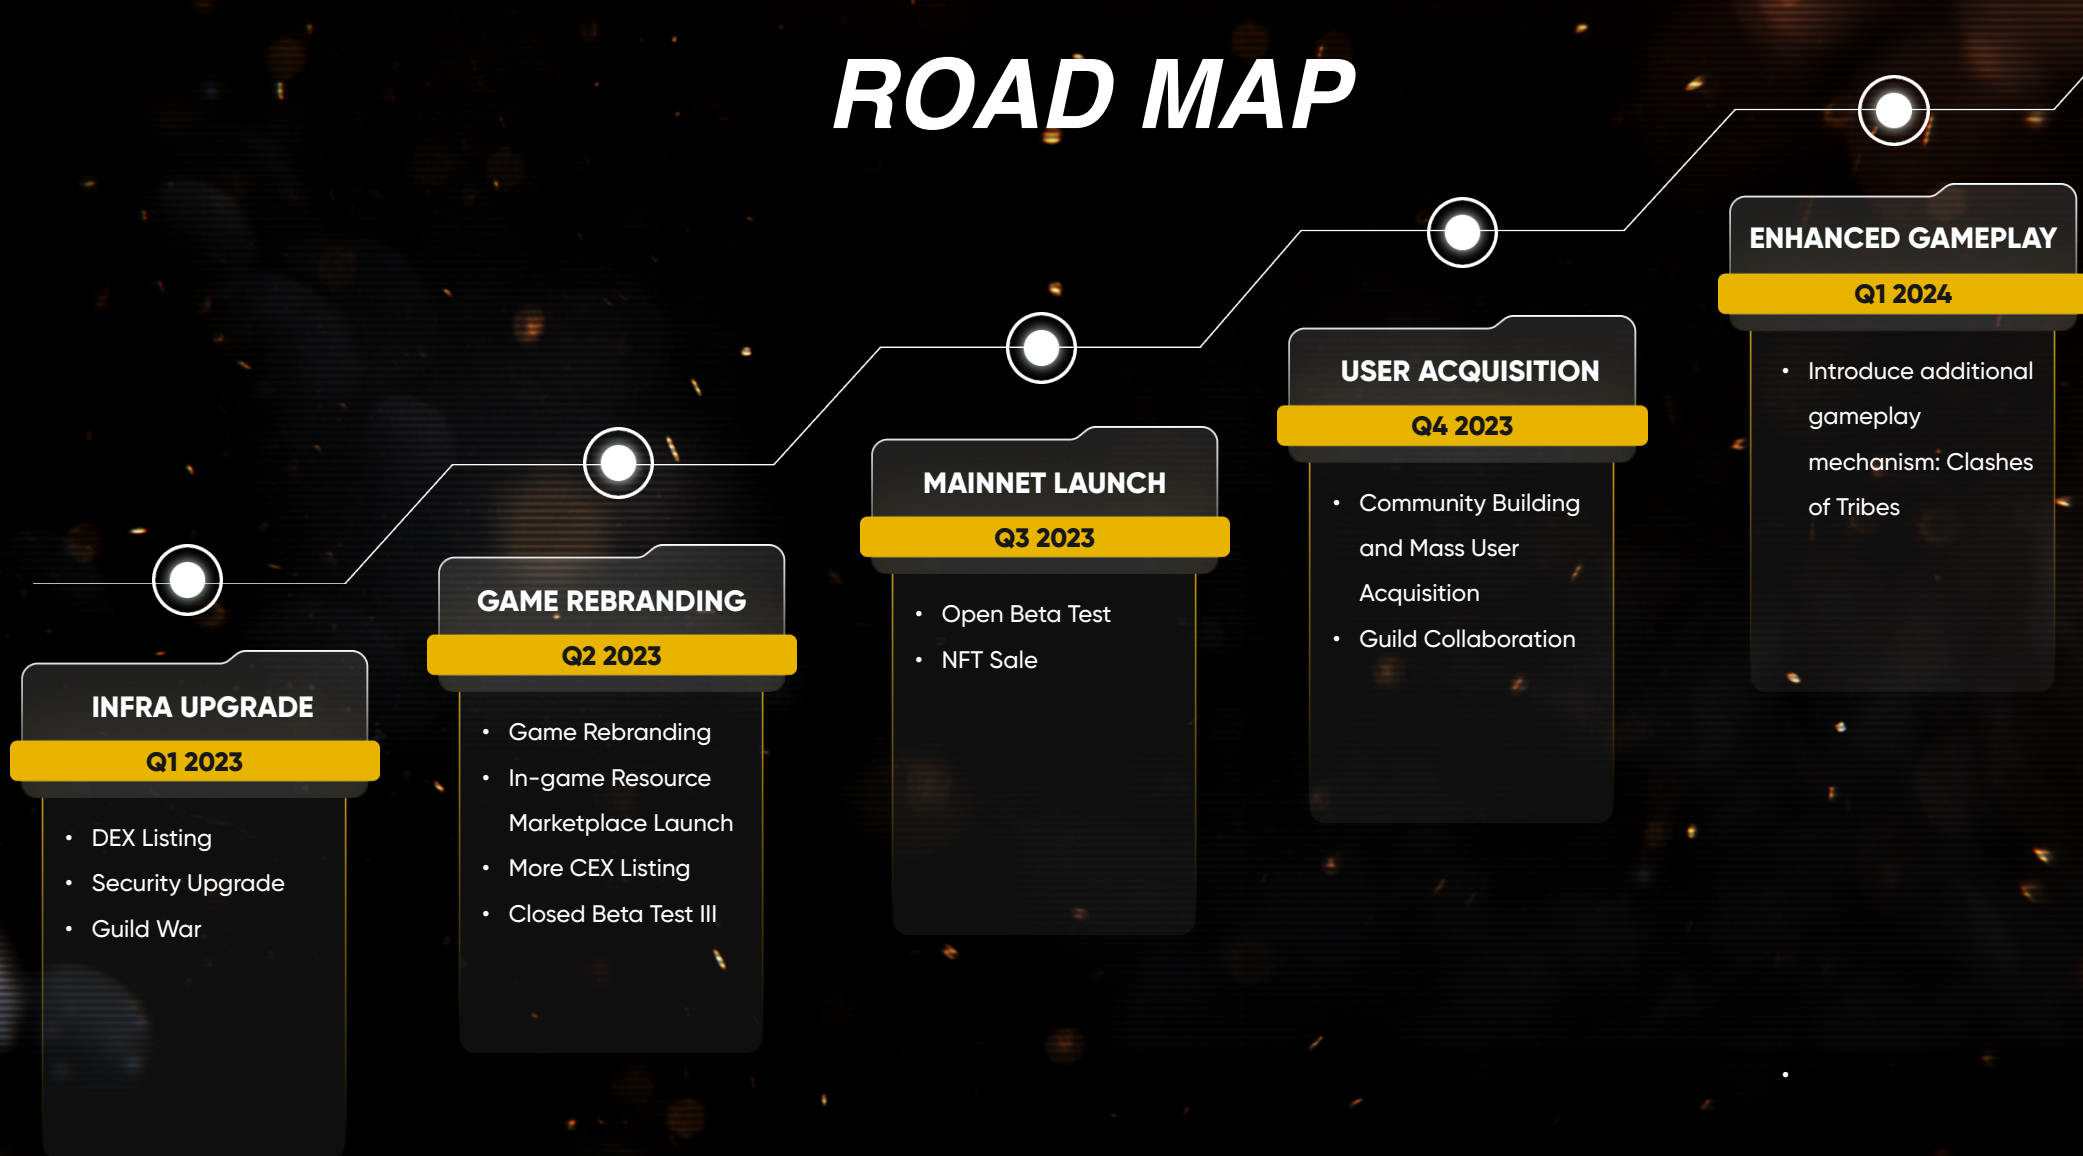 ROAD MAP
INFRA UPGRADE
Q1 2023
• DEX Listing
• Security Upgrade
• Guild War
GAME REBRANDING
Q2 2023
• Game Rebranding
• In-game Resource
Marketplace Launch
• More CEX Listing
• Closed Beta Test III
MAINNET LAUNCH
Q3 2023
• Open Beta Test
• NFT Sale
USER ACQUISITION
Q4 2023
• Community Building
and Mass User
Acquisition
• Guild Collaboration
ENHANCED GAMEPLAY
Q1 2024
• Introduce additional
gameplay
mechanism: Clashes
of Tribes
•